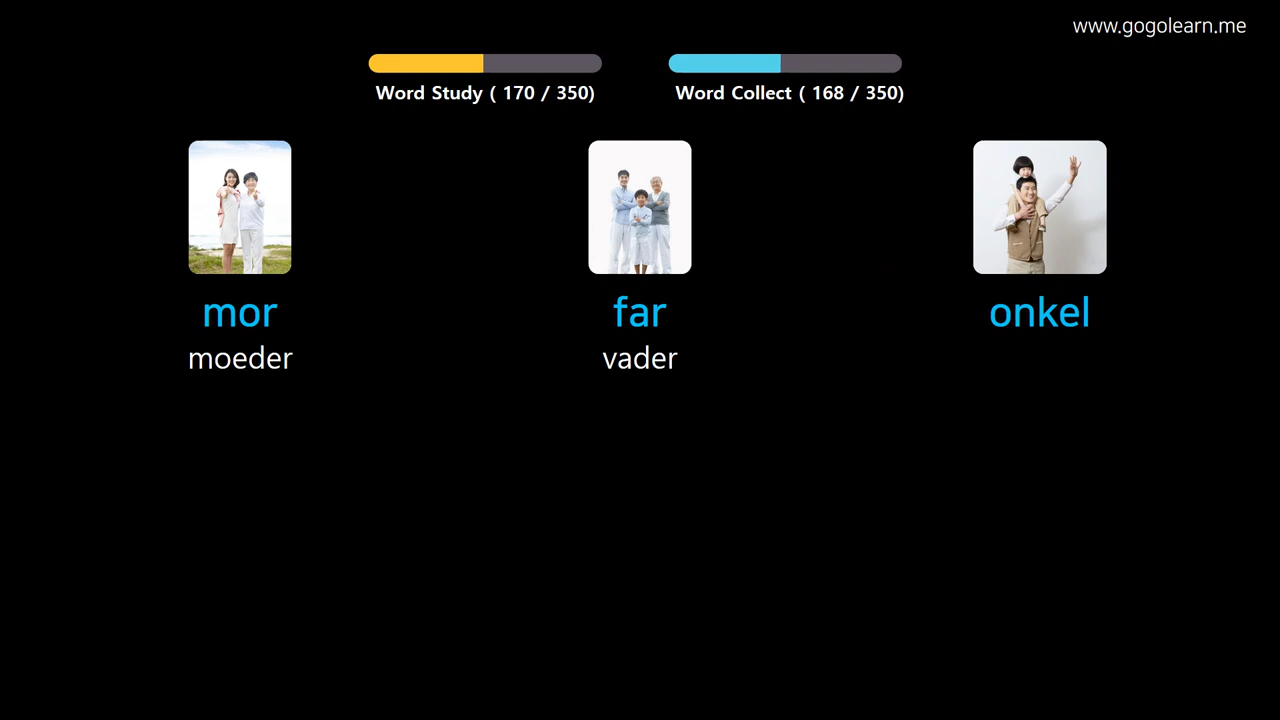 www.gogolearn.me
Word Study ( 170 / 350)
Word Collect ( 168 / 350)
mor
far
onkel
moeder
vader